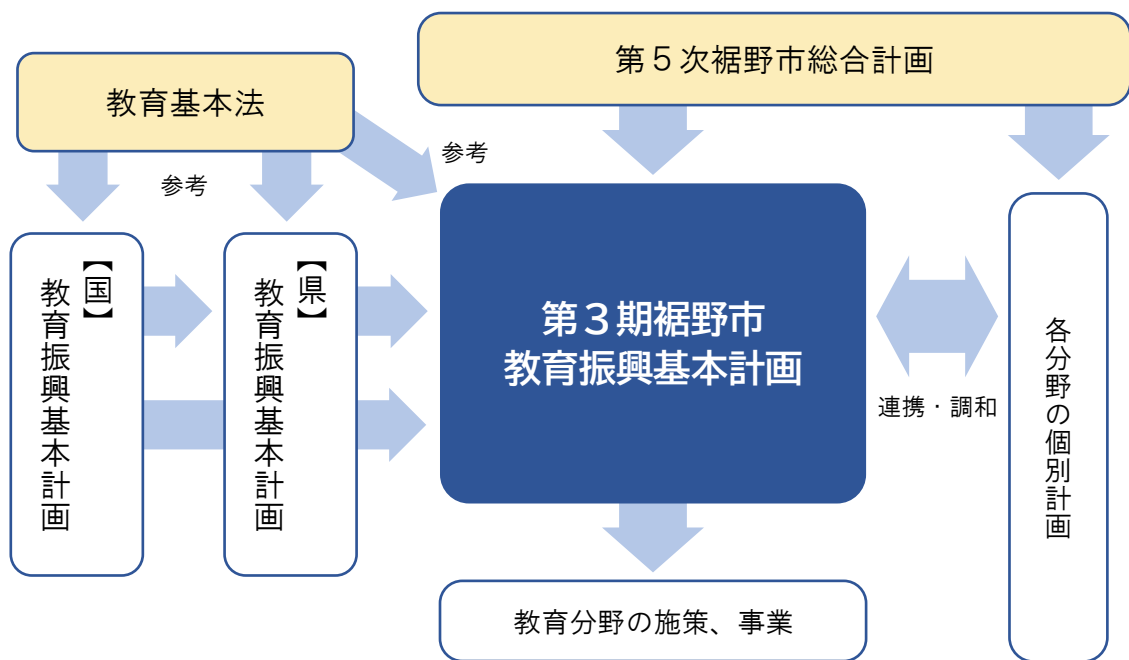 第５次裾野市総合計画
教育基本法
参考
参考
【国】
教育振興基本計画
【県】
教育振興基本計画
第３期裾野市
教育振興基本計画
連携・調和
各分野の個別計画
教育分野の施策、事業